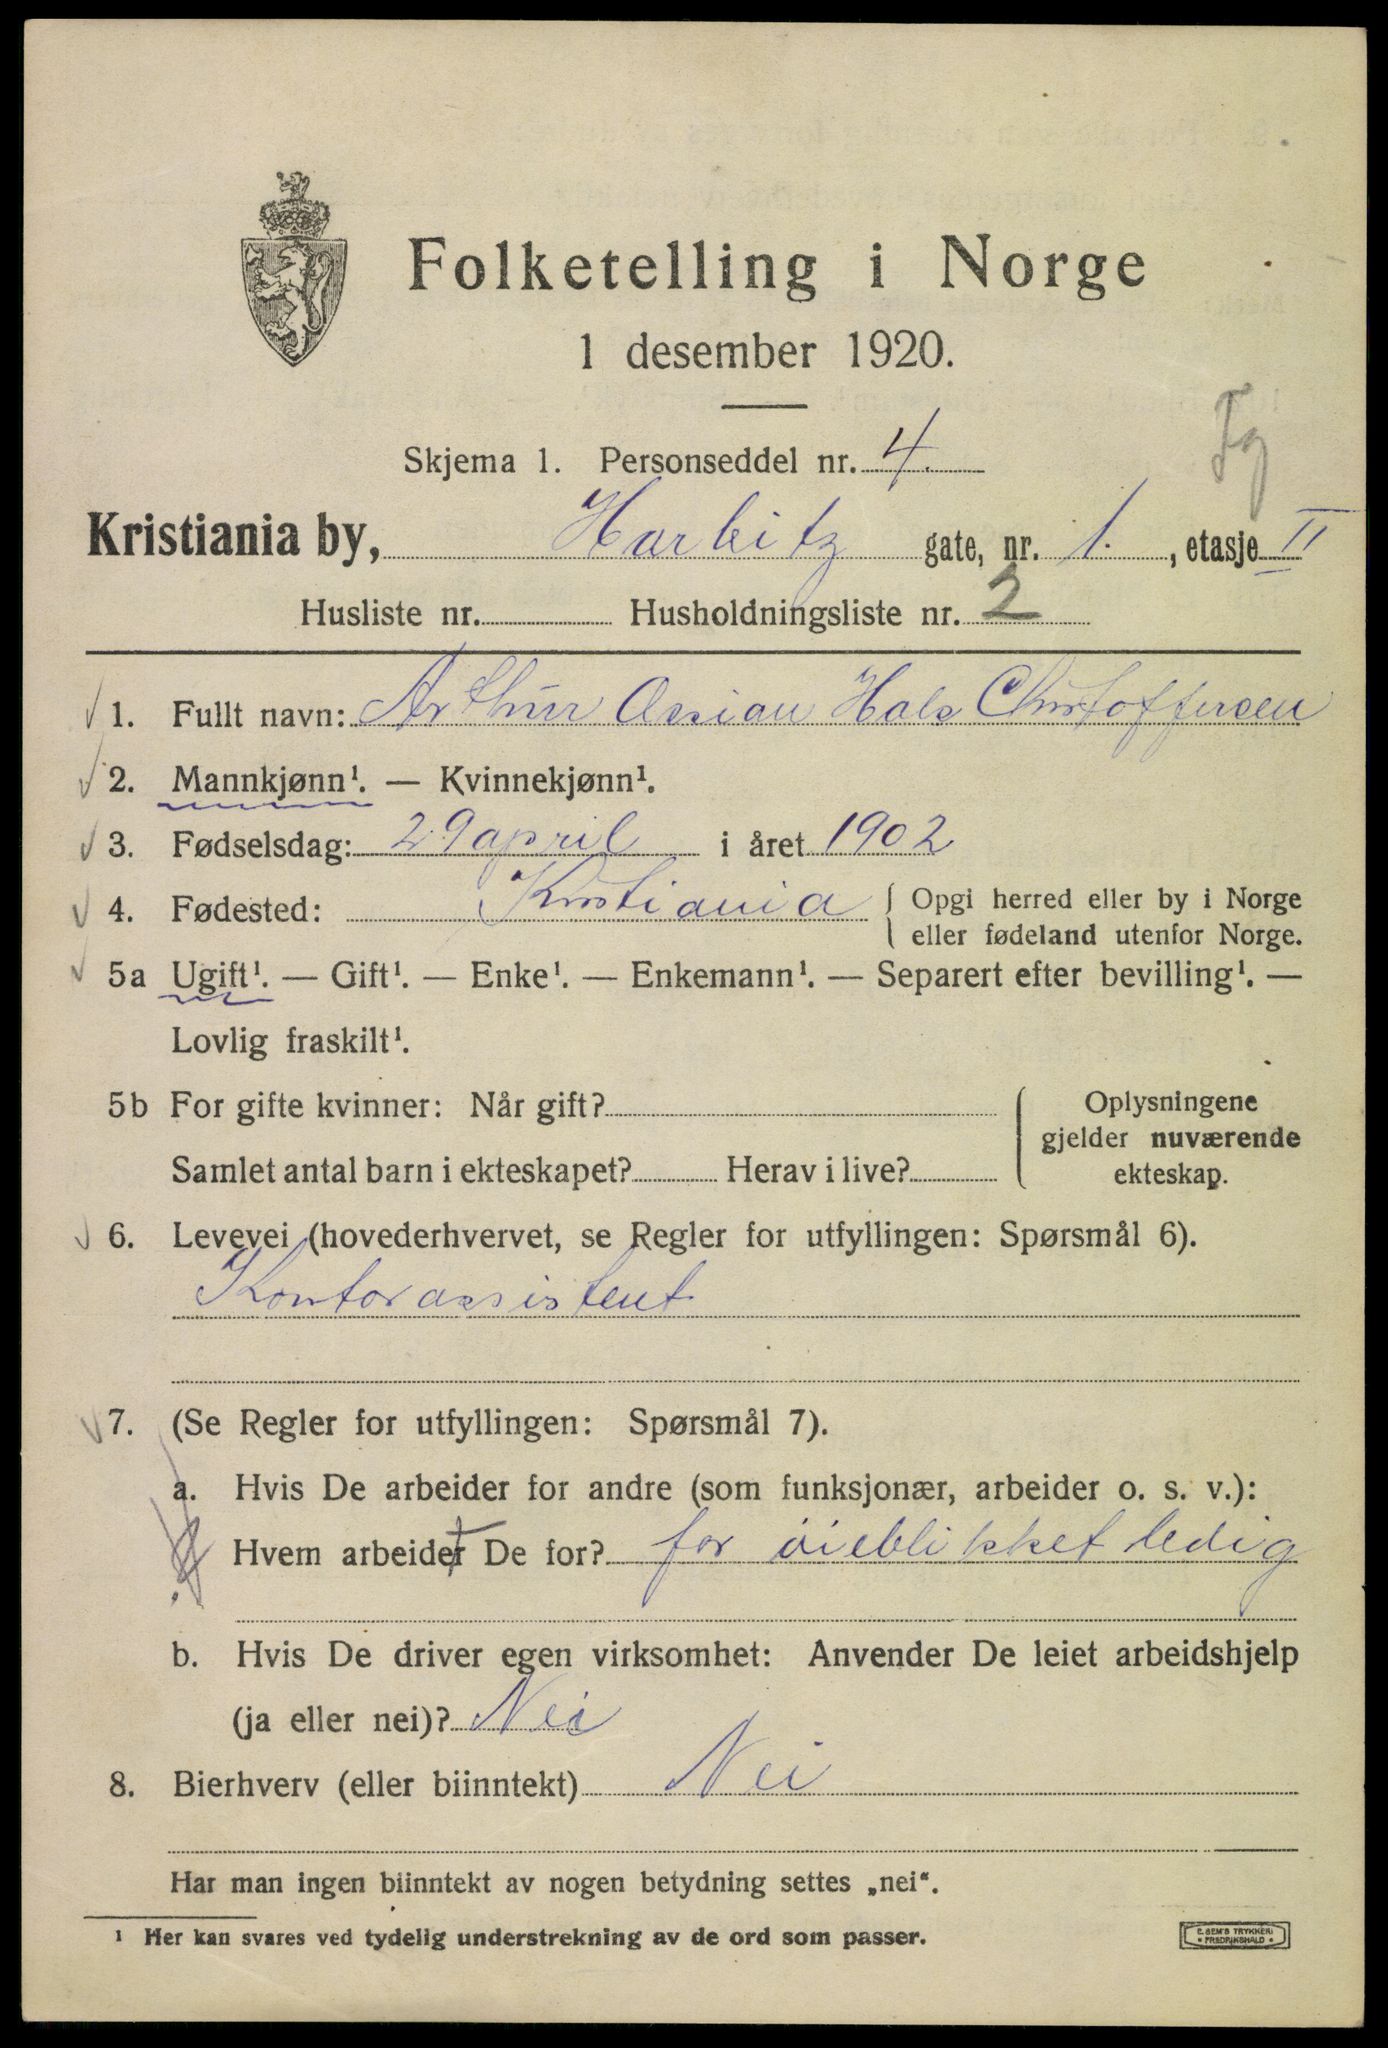 Folketelling i Norge
1 desember 1920.
Skjema 1. Personseddel nr. 4.
Fg
Kristiania by, Harbitz gate, nr. 1., etasje II
Husliste nr. Husholdningsliste nr. 2
1. Fullt navn: Arthur Ossian Hals Christoffersen
2. Mannkjønn¹. — Kvinnekjønn¹.
3. Fødselsdag: 29 april i året 1902
4. Fødested: Kristiania { Opgi herred eller by i Norge
eller fødeland utenfor Norge.
5a Ugift¹. — Gift¹. — Enke¹. — Enkemann¹. — Separert efter bevilling¹. —
Lovlig fraskilt¹.
5b For gifte kvinner: Når gift?
Samlet antal barn i ekteskapet? Herav i live?
{ Oplysningene
gjelder nuværende
ekteskap.
6. Levevei (hovederhvervet, se Regler for utfyllingen: Spørsmål 6).
Kontorassistent
7. (Se Regler for utfyllingen: Spørsmål 7).
a. Hvis De arbeider for andre (som funksjonær, arbeider o. s. v.):
Hvem arbeidet De for? for øieblikket ledig
b. Hvis De driver egen virksomhet: Anvender De leiet arbeidshjelp
(ja eller nei)? Nei
8. Bierhverv (eller biinntekt) Nei
Har man ingen biinntekt av nogen betydning settes „nei“.
¹ Her kan svares ved tydelig understrekning av de ord som passer.
E. SEM'S TRYKKERI
• FREDRIKSHALD •